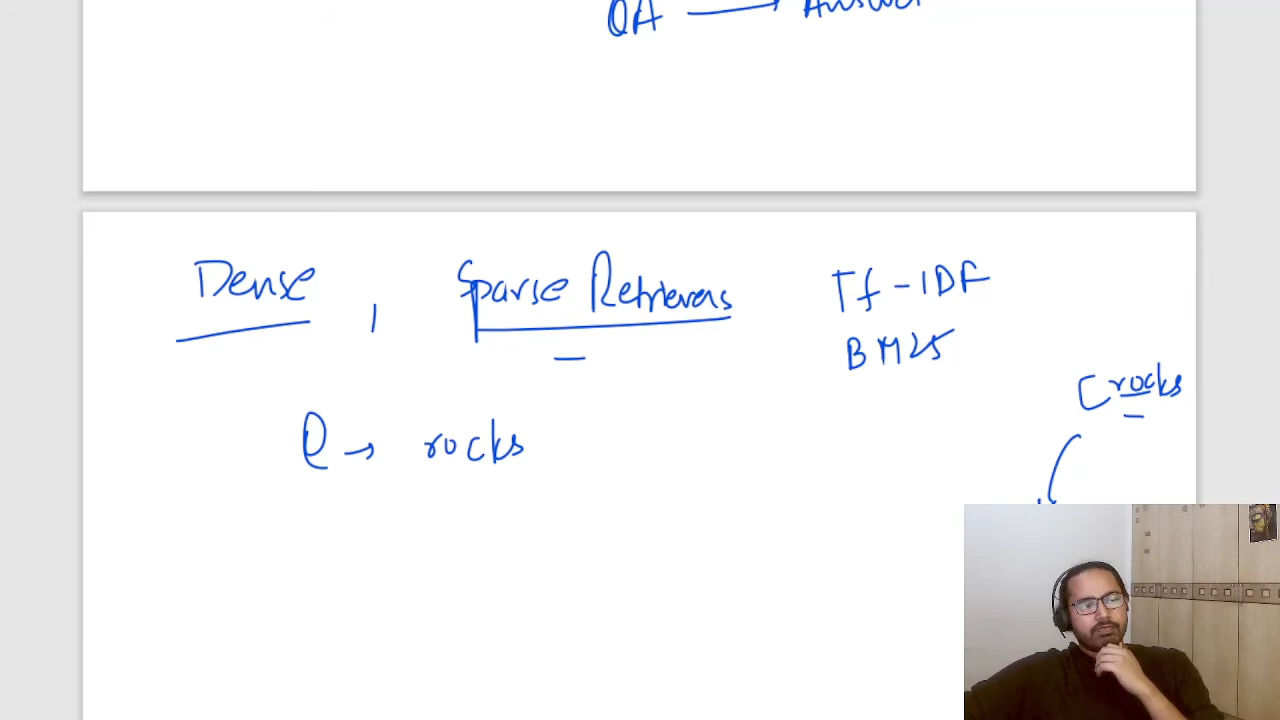 QA → Answer
Dense , Sparse Retrievers
Tf-IDF
BM25
[rocks
Q → rocks